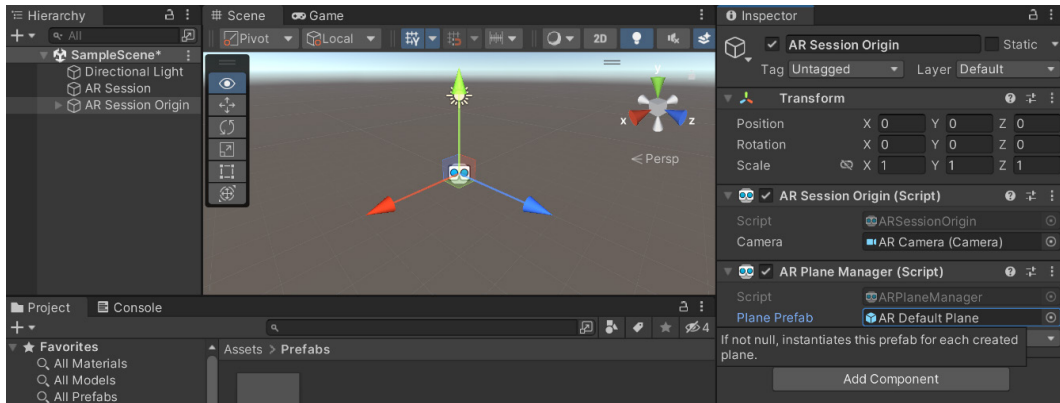 Hierarchy
All
SampleScene*
Directional Light
AR Session
AR Session Origin
Scene
Game
Pivot
Local
2D
y
x
z
Persp
Project
Console
4
Favorites
All Materials
All Models
All Prefabs
Assets > Prefabs
Inspector
AR Session Origin
Static
Tag Untagged
Layer Default
Transform
Position X 0 Y 0 Z 0
Rotation X 0 Y 0 Z 0
Scale X 1 Y 1 Z 1
AR Session Origin (Script)
Script ARSessionOrigin
Camera AR Camera (Camera)
AR Plane Manager (Script)
Script ARPlaneManager
Plane Prefab AR Default Plane
If not null, instantiates this prefab for each created
plane.
Add Component